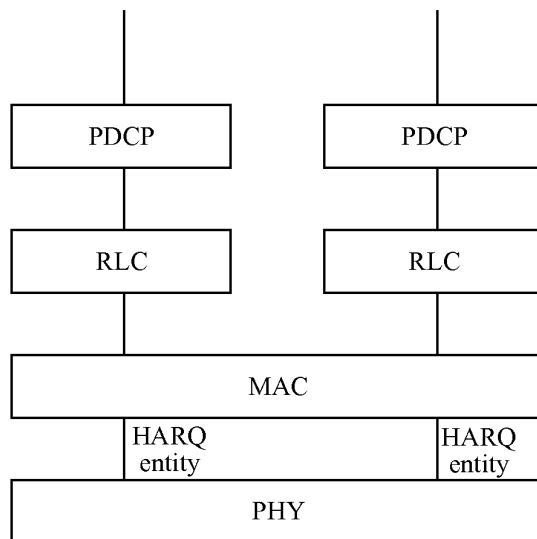 PDCP
PDCP
RLC
RLC
MAC
HARQ
entity
HARQ
entity
PHY